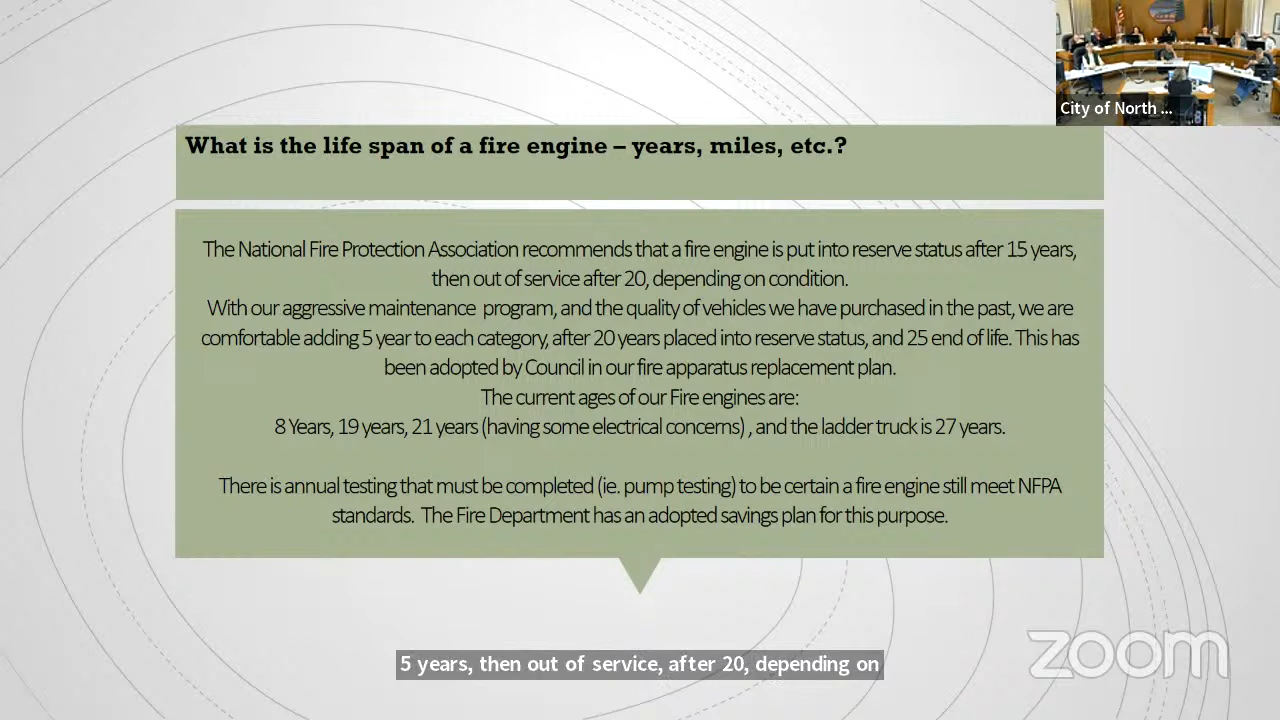 City of North ...
What is the life span of a fire engine – years, miles, etc.?
The National Fire Protection Association recommends that a fire engine is put into reserve status after 15 years,
then out of service after 20, depending on condition.
With our aggressive maintenance program, and the quality of vehicles we have purchased in the past, we are
comfortable adding 5 year to each category, after 20 years placed into reserve status, and 25 end of life. This has
been adopted by Council in our fire apparatus replacement plan.
The current ages of our Fire engines are:
8 Years, 19 years, 21 years (having some electrical concerns) , and the ladder truck is 27 years.
There is annual testing that must be completed (ie. pump testing) to be certain a fire engine still meet NFPA
standards. The Fire Department has an adopted savings plan for this purpose.
zoom
5 years, then out of service, after 20, depending on